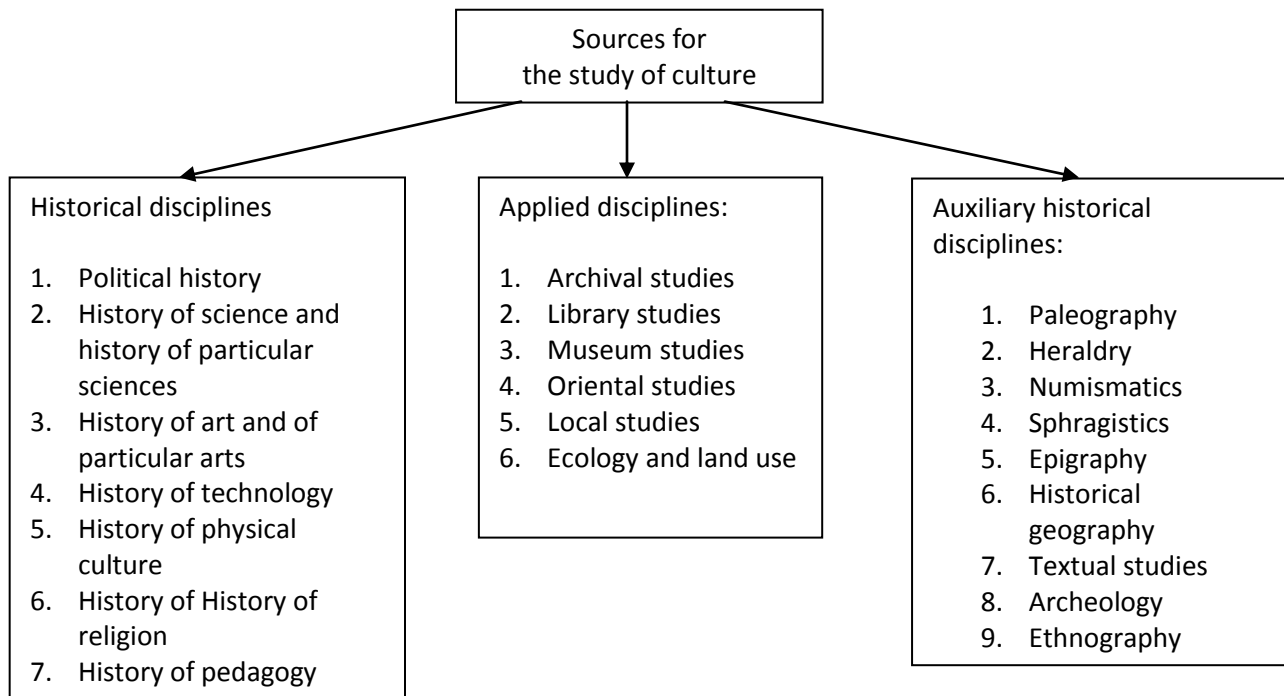 Sources for
the study of culture
Historical disciplines
1. Political history
2. History of science and
history of particular
sciences
3. History of art and of
particular arts
4. History of technology
5. History of physical
culture
6. History of History of
religion
7. History of pedagogy
Applied disciplines:
1. Archival studies
2. Library studies
3. Museum studies
4. Oriental studies
5. Local studies
6. Ecology and land use
Auxiliary historical
disciplines:
1. Paleography
2. Heraldry
3. Numismatics
4. Sphragistics
5. Epigraphy
6. Historical
geography
7. Textual studies
8. Archeology
9. Ethnography